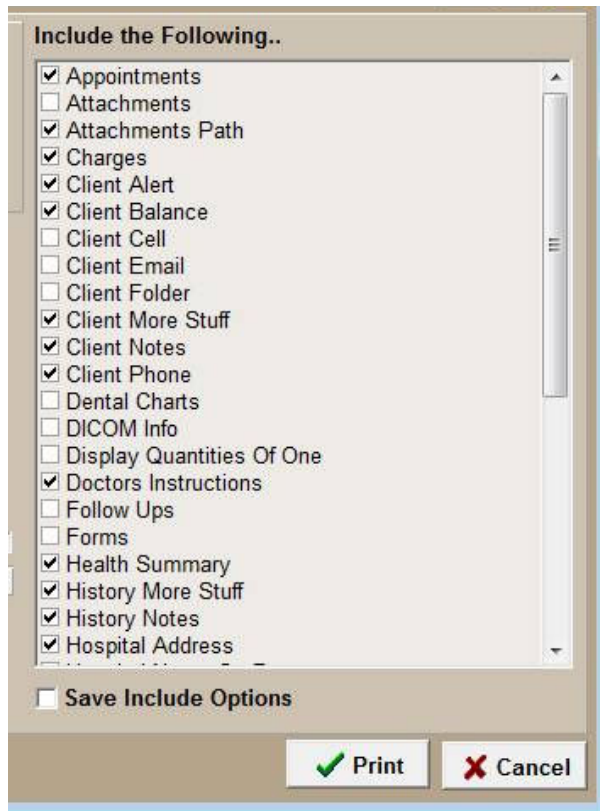 Include the Following..
Appointments
Attachments
Attachments Path
Charges
Client Alert
Client Balance
Client Cell
Client Email
Client Folder
Client More Stuff
Client Notes
Client Phone
Dental Charts
DICOM Info
Display Quantities Of One
Doctors Instructions
Follow Ups
Forms
Health Summary
History More Stuff
History Notes
Hospital Address
Save Include Options
Print Cancel